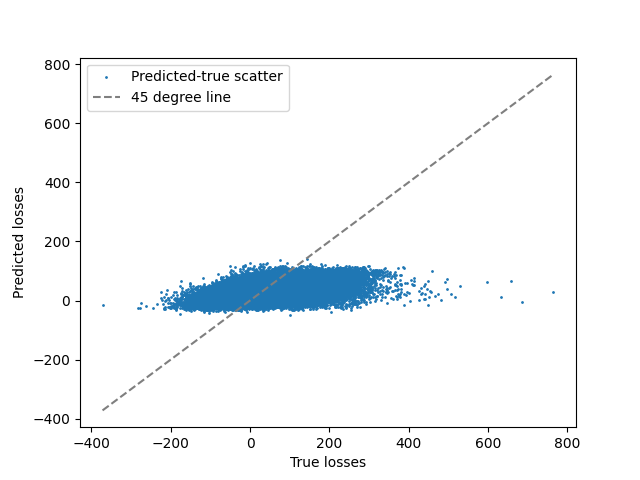 Predicted-true scatter
45 degree line
800
600
400
200
0
−200
−400
Predicted losses
−400 −200 0 200 400 600 800
True losses